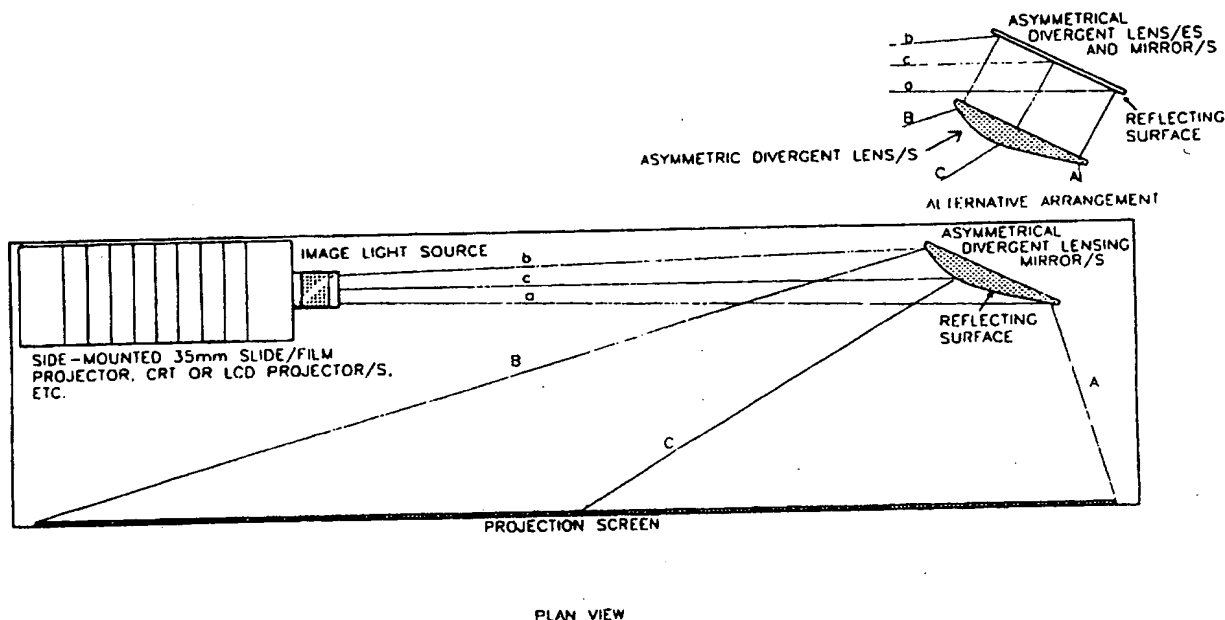 ASYMMETRICAL
DIVERGENT LENS/ES
AND MIRROR/S
b
c
a
B
REFLECTING
SURFACE
ASYMMETRIC DIVERGENT LENS/S
C
A
ALTERNATIVE ARRANGEMENT
IMAGE LIGHT SOURCE
ASYMMETRICAL
DIVERGENT LENSING
MIRROR/S
b
c
a
REFLECTING
SURFACE
SIDE-MOUNTED 35mm SLIDE/FILM
PROJECTOR, CRT OR LCD PROJECTOR/S,
ETC.
B
A
C
PROJECTION SCREEN
PLAN VIEW